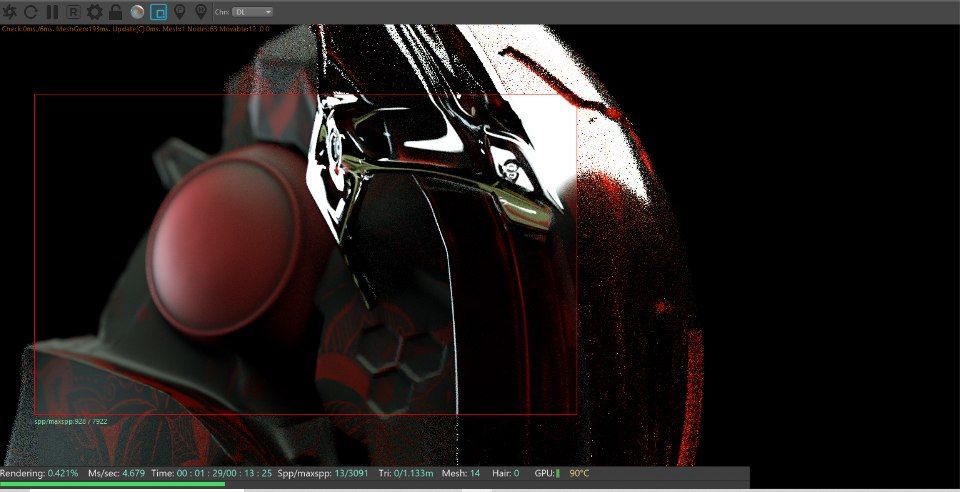 Chn: DL
Check:0ms./6ms. MeshGen:193ms. Update[C]:0ms. Mesh:1 Nodes:63 Movable:12 0 0
spp/maxspp:928 / 7922
Rendering: 0.421% Ms/sec: 4.679 Time: 00 : 01 : 29/00 : 13 : 25 Spp/maxspp: 13/3091 Tri: 0/1.133m Mesh: 14 Hair: 0 GPU: 90°C